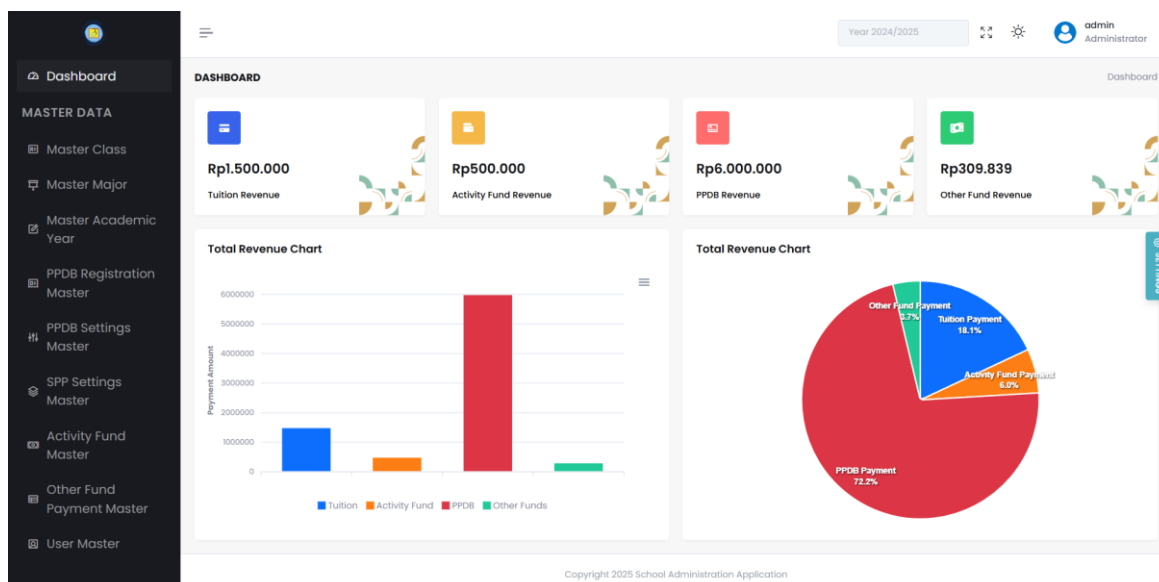 Year 2024/2025
admin
Administrator
Dashboard
MASTER DATA
Master Class
Master Major
Master Academic
Year
PPDB Registration
Master
PPDB Settings
Master
SPP Settings
Master
Activity Fund
Master
Other Fund
Payment Master
User Master
DASHBOARD
Dashboard
Rp1.500.000
Tuition Revenue
Rp500.000
Activity Fund Revenue
Rp6.000.000
PPDB Revenue
Rp309.839
Other Fund Revenue
Total Revenue Chart
6000000
5000000
4000000
3000000
2000000
1000000
0
Payment Amount
Tuition Activity Fund PPDB Other Funds
Total Revenue Chart
Other Fund Payment
3.7%
Tuition Payment
18.1%
Activity Fund Payment
6.0%
PPDB Payment
72.2%
SETTINGS
Copyright 2025 School Administration Application